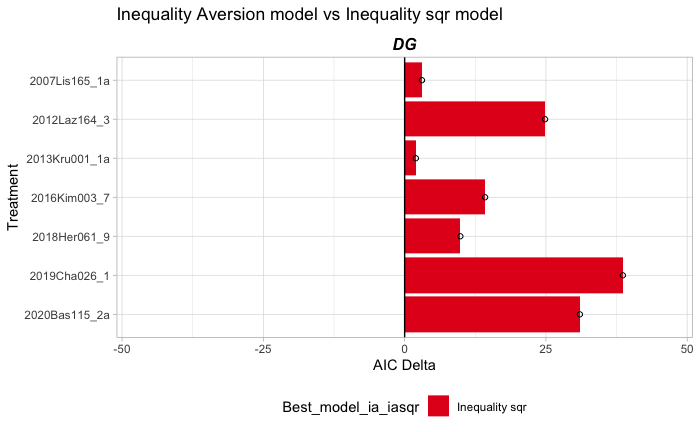 Inequality Aversion model vs Inequality sqr model
DG
Treatment
2007Lis165_1a
2012Laz164_3
2013Kru001_1a
2016Kim003_7
2018Her061_9
2019Cha026_1
2020Bas115_2a
-50 -25 0 25 50
AIC Delta
Best_model_ia_iasqr Inequality sqr